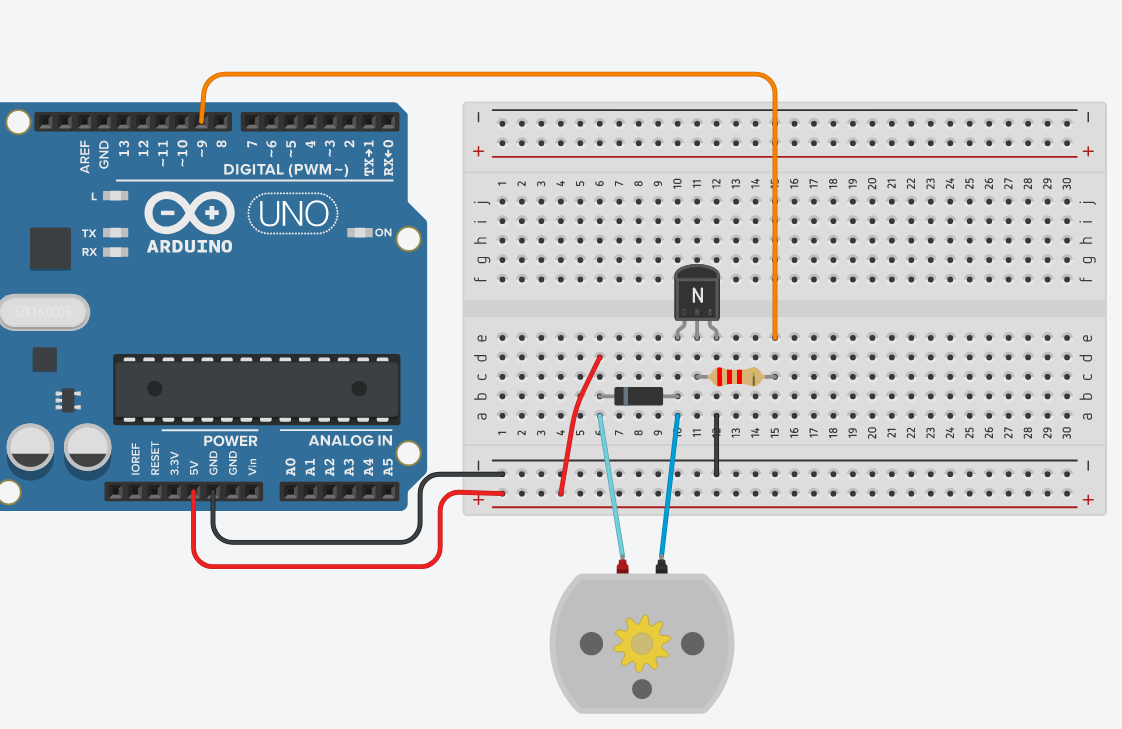 AREF
GND
13
12
~11
~10
~9
8
7
~6
~5
4
~3
2
TX→1
RX←0
DIGITAL (PWM~)
L
TX
RX
UNO
ARDUINO
ON
SPK16.000G
POWER
ANALOG IN
IOREF
RESET
3.3V
5V
GND
GND
Vin
A0
A1
A2
A3
A4
A5
− −
+ +
1 2 3 4 5 6 7 8 9 10 11 12 13 14 15 16 17 18 19 20 21 22 23 24 25 26 27 28 29 30
j j
i i
h h
g g
f f
N
C B E
e e
d d
c c
b b
a a
1 2 3 4 5 6 7 8 9 10 11 12 13 14 15 16 17 18 19 20 21 22 23 24 25 26 27 28 29 30
− −
+ +